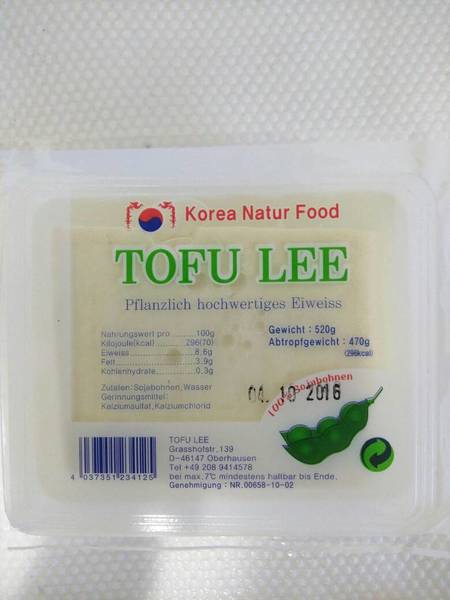 Korea Natur Food
TOFU LEE
Pflanzlich hochwertiges Eiweiss
Nahrungswert pro ........... 100g
Kilojoule(kcal) .............. 296(70)
Eiweiss ........................ 8.6g
Fett ............................. 3.9g
Kohlenhydrate ............... 0.3g
Gewicht : 520g
Abtropfgewicht : 470g
(296kcal)
Zutaten: Sojabohnen, Wasser
Gerinnungsmittel:
Kalziumsulfat, Kalziumchlorid
04. 10 2016
100% Sojabohnen
TOFU LEE
Grasshofstr, 139
D-46147 Oberhausen
Tel +49 208 9414578
bei max. 7℃ mindestens haltbar bis Ende.
Genehmigung : NR.00658-10-02
4 037351 234125